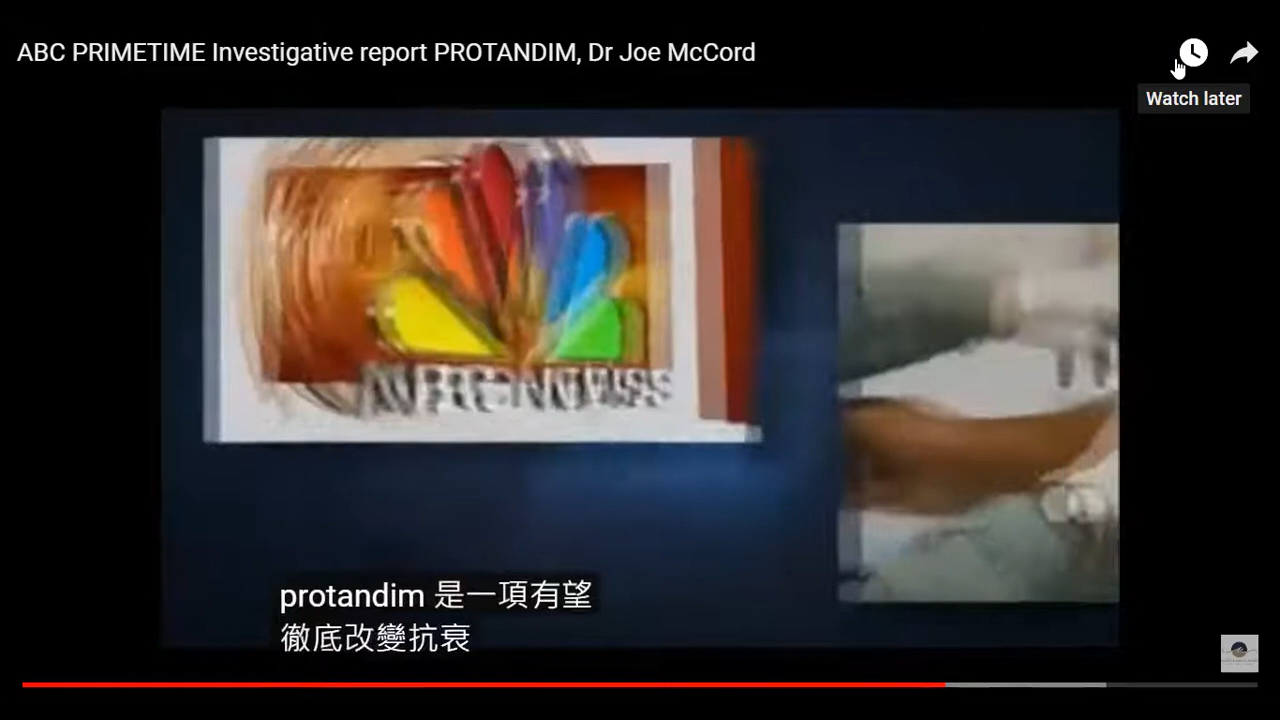 ABC PRIMETIME Investigative report PROTANDIM, Dr Joe McCord
Watch later
protandim 是一項有望
徹底改變抗衰